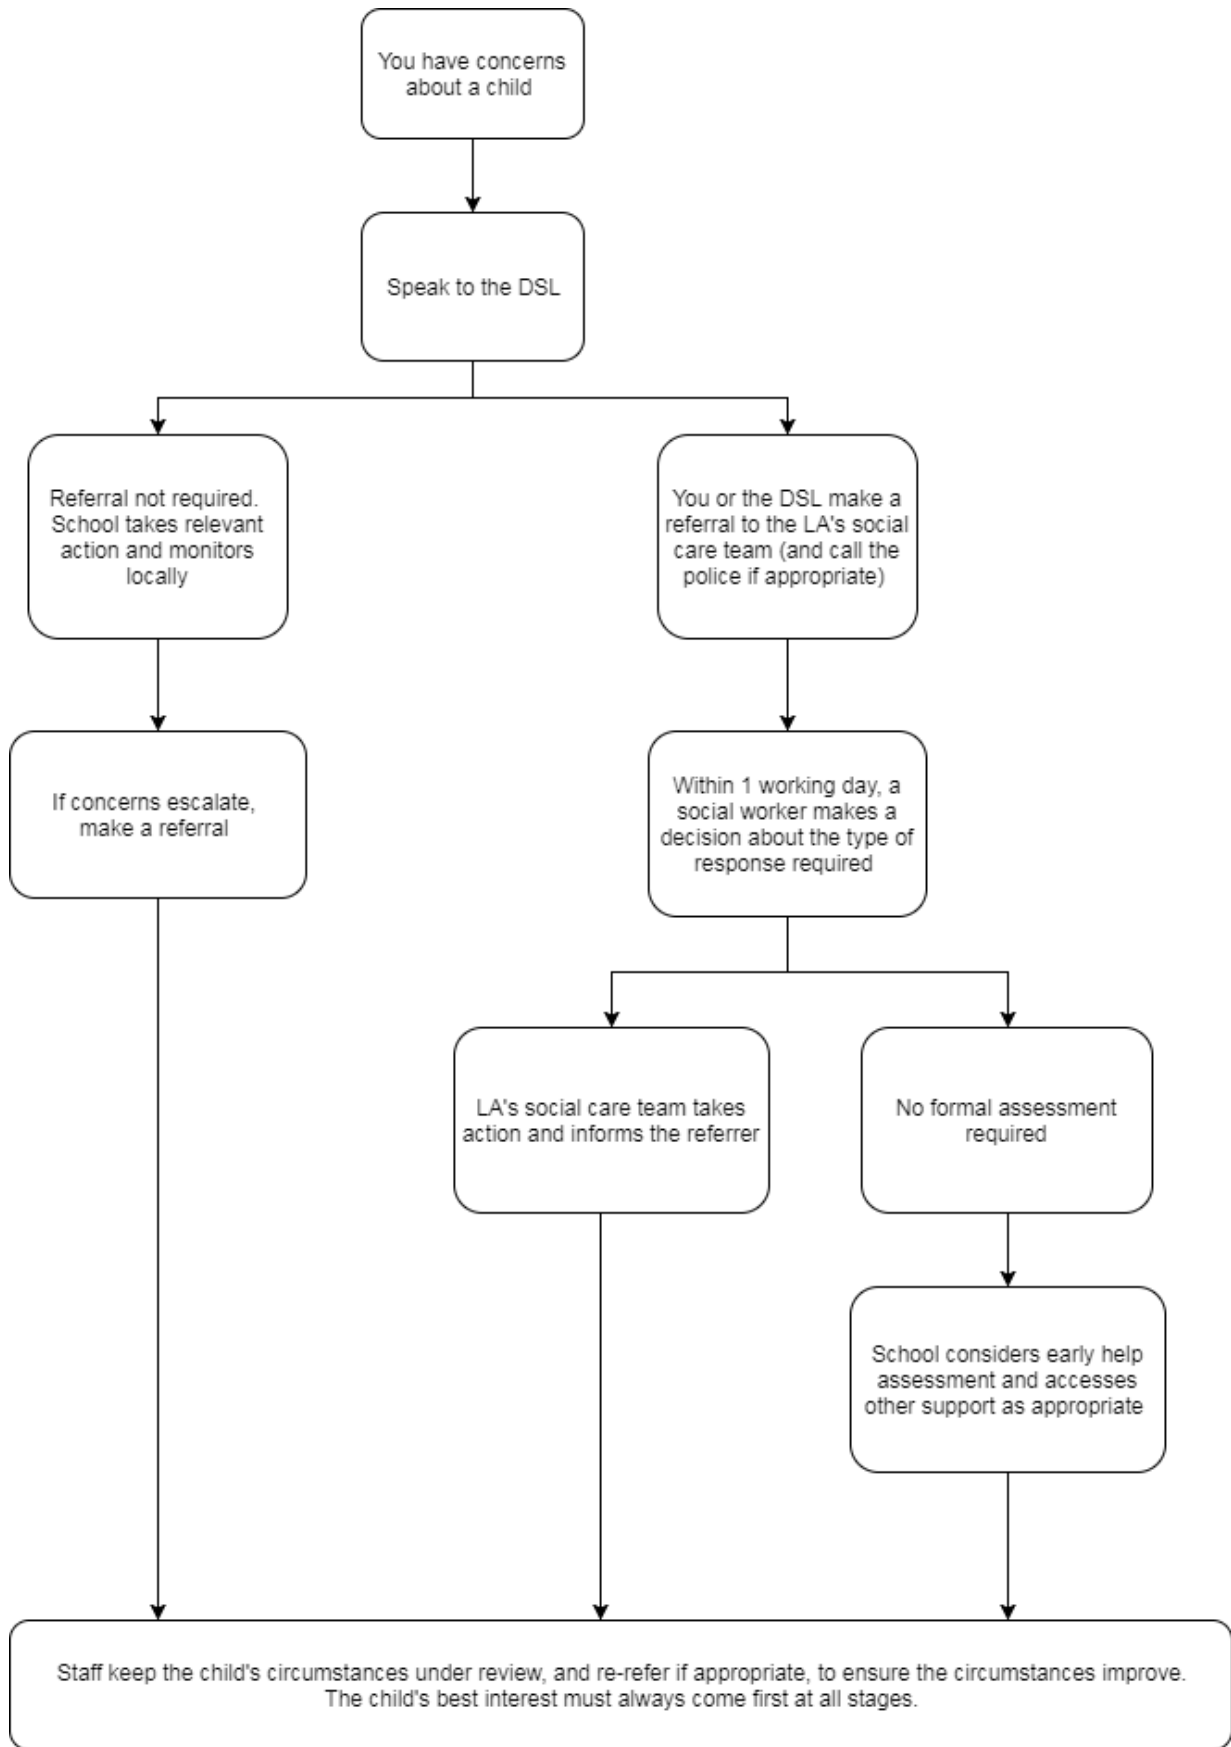 You have concerns
about a child
Speak to the DSL
Referral not required.
School takes relevant
action and monitors
locally
You or the DSL make a
referral to the LA's social
care team (and call the
police if appropriate)
If concerns escalate,
make a referral
Within 1 working day, a
social worker makes a
decision about the type of
response required
LA's social care team takes
action and informs the referrer
No formal assessment
required
School considers early help
assessment and accesses
other support as appropriate
Staff keep the child's circumstances under review, and re-refer if appropriate, to ensure the circumstances improve.
The child's best interest must always come first at all stages.